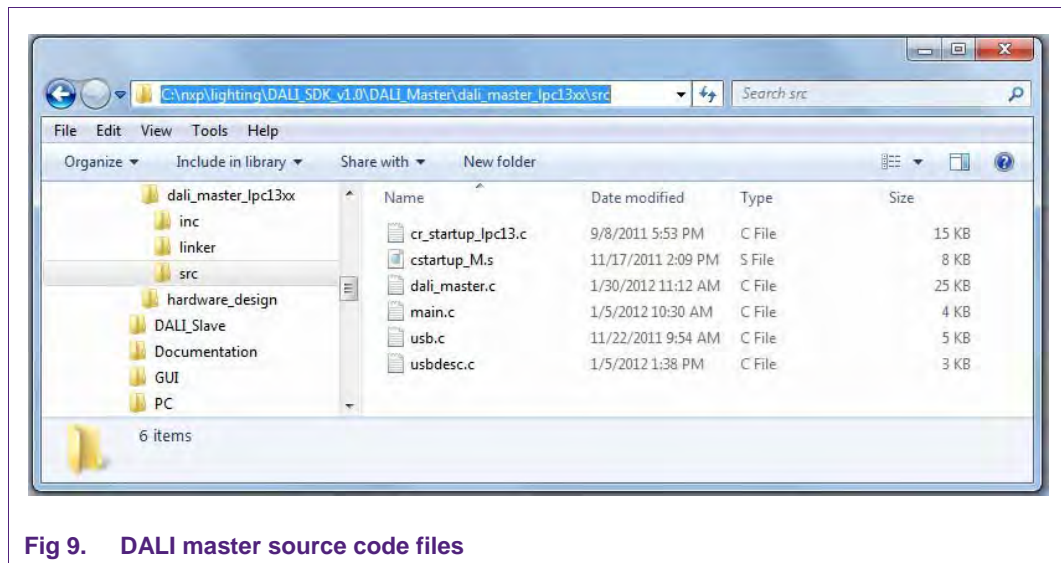 C:\nxp\lighting\DALI_SDK_v1.0\DALI_Master\dali_master_lpc13xx\src
Search src
File Edit View Tools Help
Organize Include in library Share with New folder
dali_master_lpc13xx
inc
linker
src
hardware_design
DALI_Slave
Documentation
GUI
PC
Name Date modified Type Size
cr_startup_lpc13.c 9/8/2011 5:53 PM C File 15 KB
cstartup_M.s 11/17/2011 2:09 PM S File 8 KB
dali_master.c 1/30/2012 11:12 AM C File 25 KB
main.c 1/5/2012 10:30 AM C File 4 KB
usb.c 11/22/2011 9:54 AM C File 5 KB
usbdesc.c 1/5/2012 1:38 PM C File 3 KB
6 items
Fig 9. DALI master source code files